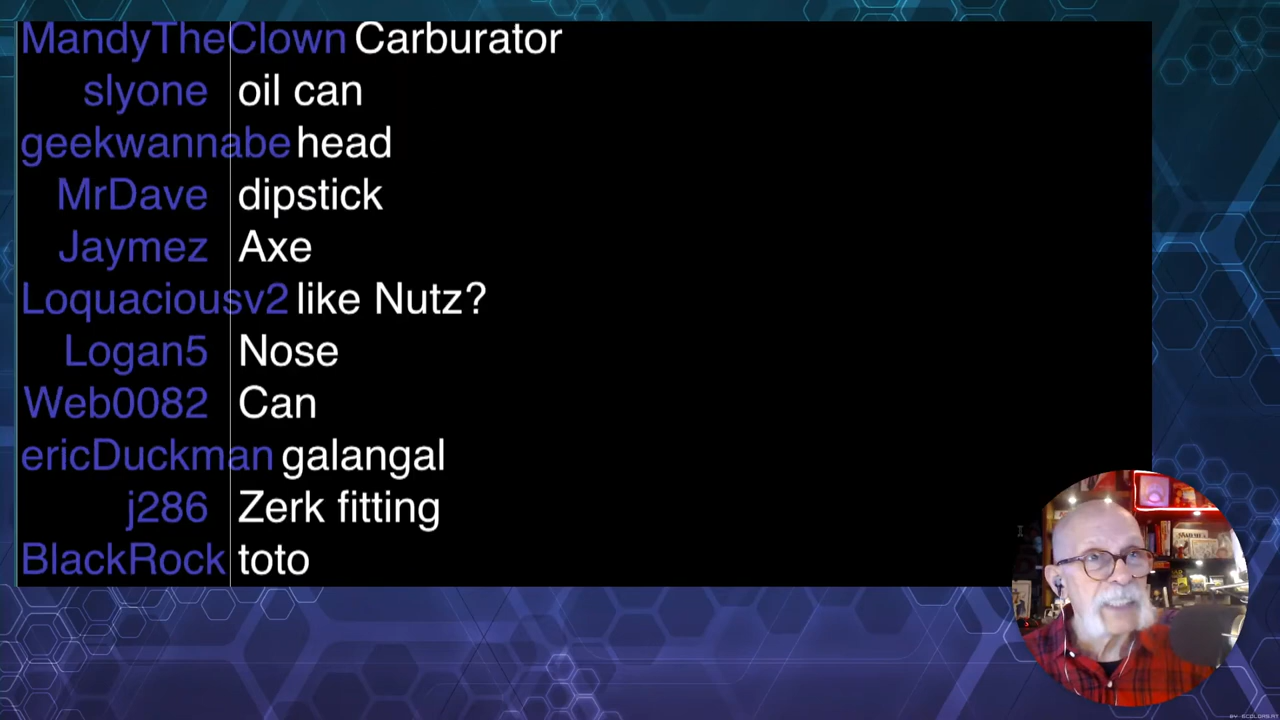 MandyTheClown Carburator
slyone oil can
geekwannabe head
MrDave dipstick
Jaymez Axe
Loquaciousv2 like Nutz?
Logan5 Nose
Web0082 Can
ericDuckman galangal
j286 Zerk fitting
BlackRock toto